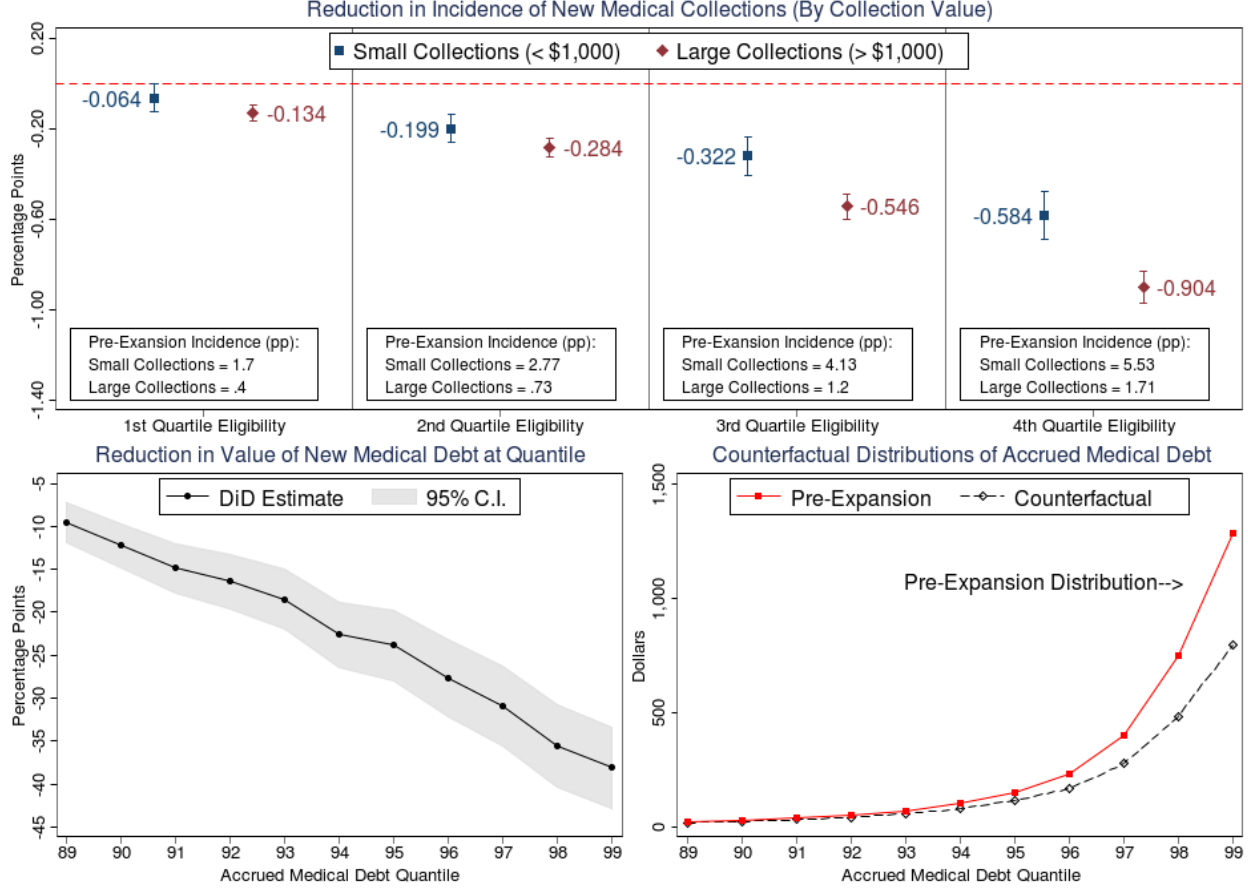 Reduction in Incidence of New Medical Collections (By Collection Value)
Small Collections (< $1,000) Large Collections (> $1,000)
Percentage Points
0.20
-0.20
-0.60
-1.00
-1.40
-0.064
-0.134
-0.199
-0.284
-0.322
-0.546
-0.584
-0.904
Pre-Exansion Incidence (pp):
Small Collections = 1.7
Large Collections = .4
Pre-Exansion Incidence (pp):
Small Collections = 2.77
Large Collections = .73
Pre-Exansion Incidence (pp):
Small Collections = 4.13
Large Collections = 1.2
Pre-Exansion Incidence (pp):
Small Collections = 5.53
Large Collections = 1.71
1st Quartile Eligibility
2nd Quartile Eligibility
3rd Quartile Eligibility
4th Quartile Eligibility
Reduction in Value of New Medical Debt at Quantile
DiD Estimate 95% C.I.
Percentage Points
-5
-10
-15
-20
-25
-30
-35
-40
-45
89 90 91 92 93 94 95 96 97 98 99
Accrued Medical Debt Quantile
Counterfactual Distributions of Accrued Medical Debt
Pre-Expansion Counterfactual
Pre-Expansion Distribution-->
Dollars
1,500
1,000
500
0
89 90 91 92 93 94 95 96 97 98 99
Accrued Medical Debt Quantile